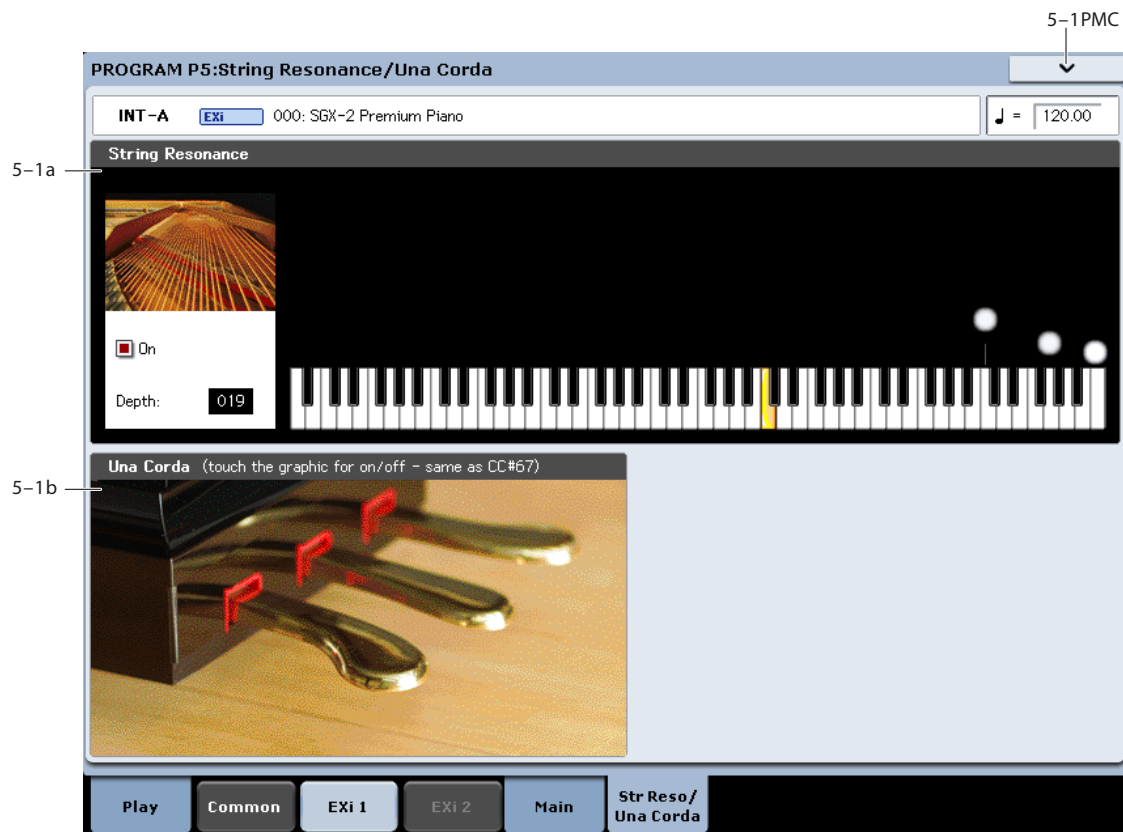 5–1PMC
PROGRAM P5:String Resonance/Una Corda
INT-A EXi 000: SGX-2 Premium Piano ♩ = 120.00
5–1a
String Resonance
On
Depth: 019
5–1b
Una Corda (touch the graphic for on/off - same as CC#67)
Play Common EXi 1 EXi 2 Main Str Reso/
Una Corda